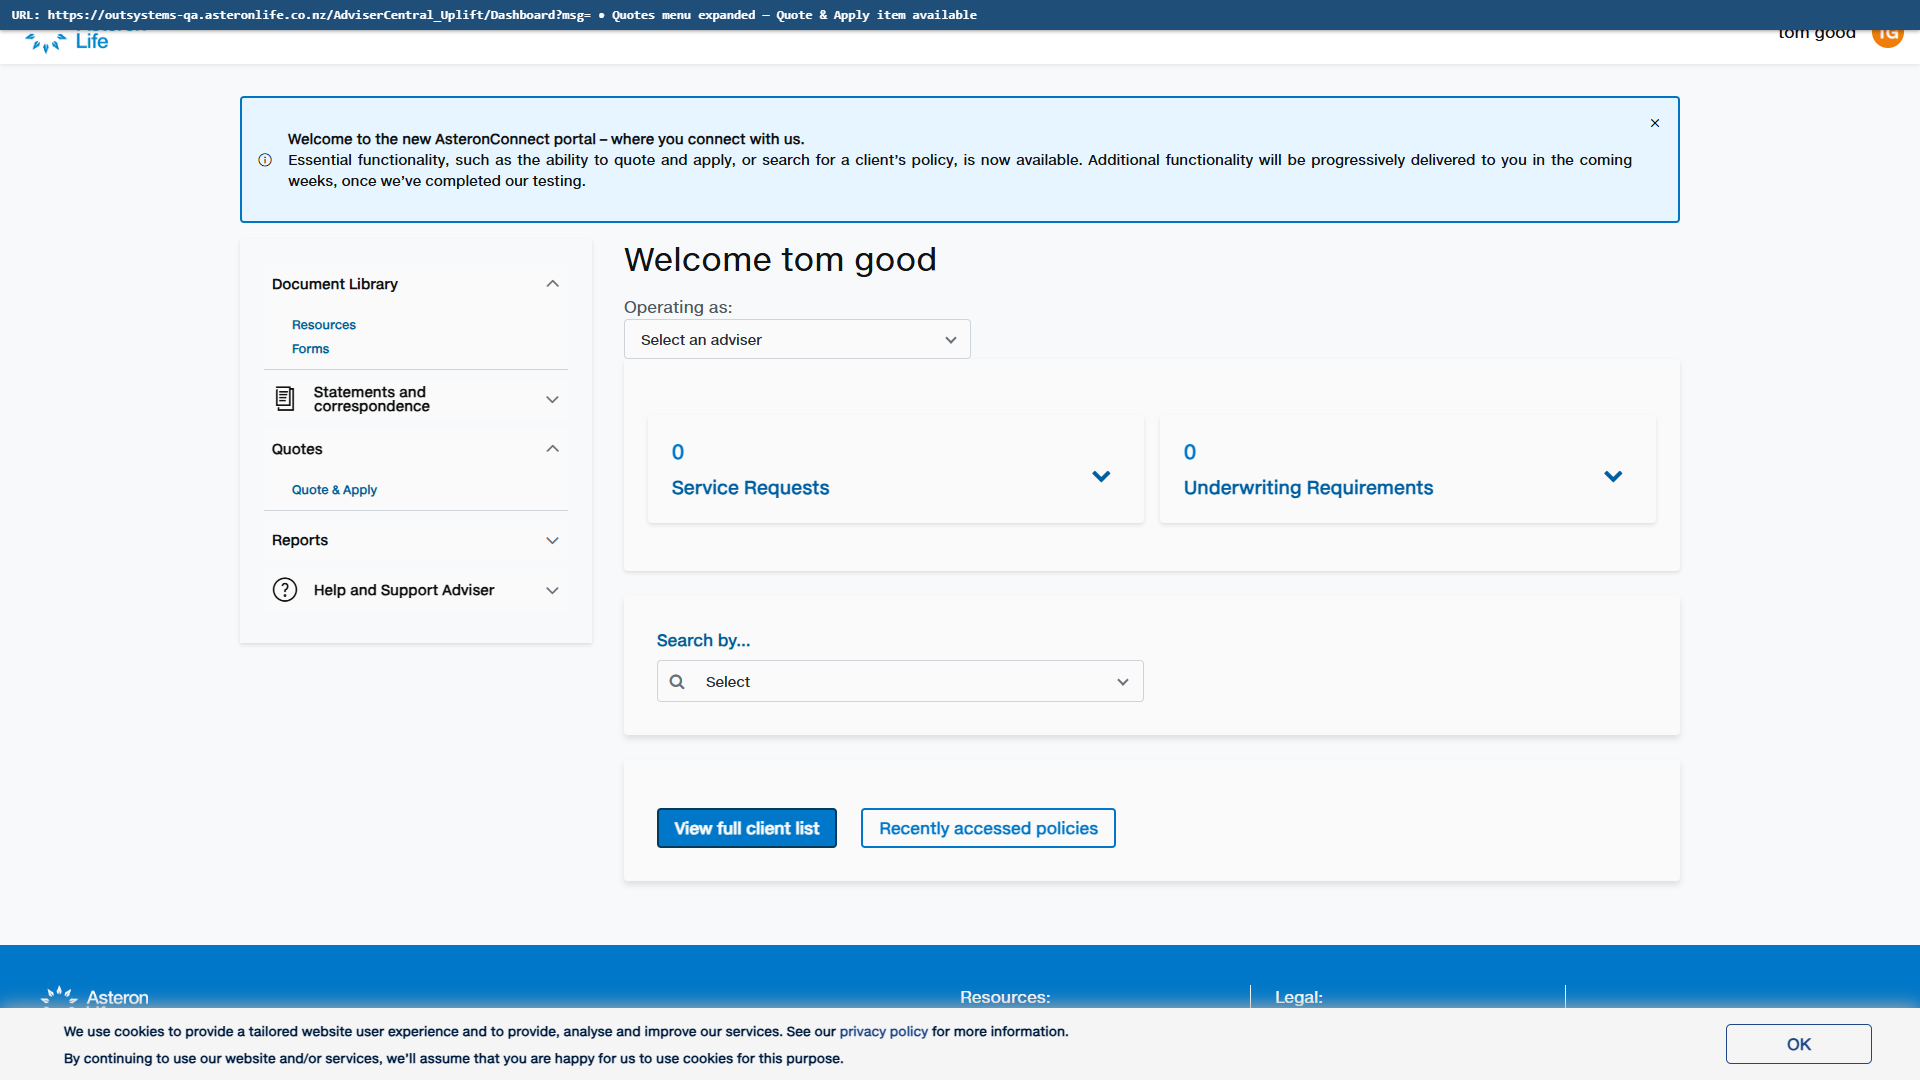 URL: https://outsystems-qa.asteronlife.co.nz/AdviserCentral_Uplift/Dashboard?msg= • Quotes menu expanded — Quote & Apply item available
Asteron
Life
tom good
TG
Welcome to the new AsteronConnect portal – where you connect with us.
Essential functionality, such as the ability to quote and apply, or search for a client’s policy, is now available. Additional functionality will be progressively delivered to you in the coming
weeks, once we’ve completed our testing.
Document Library
Resources
Forms
Statements and
correspondence
Quotes
Quote & Apply
Reports
Help and Support Adviser
Welcome tom good
Operating as:
Select an adviser
0
Service Requests
0
Underwriting Requirements
Search by...
Select
View full client list
Recently accessed policies
Asteron
Resources:
Legal:
We use cookies to provide a tailored website user experience and to provide, analyse and improve our services. See our privacy policy for more information.
By continuing to use our website and/or services, we’ll assume that you are happy for us to use cookies for this purpose.
OK